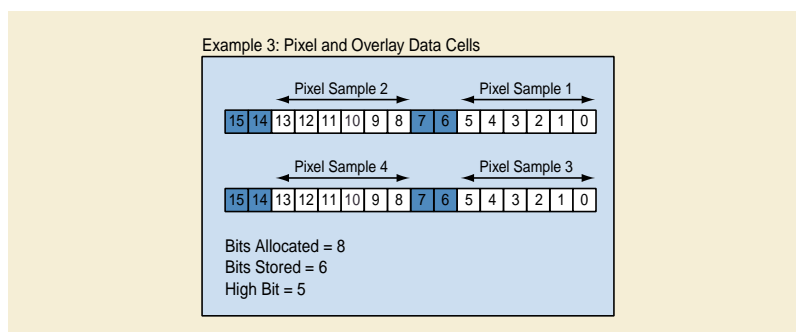 Example 3: Pixel and Overlay Data Cells
Pixel Sample 2 Pixel Sample 1
15 14 13 12 11 10 9 8 7 6 5 4 3 2 1 0
Pixel Sample 4 Pixel Sample 3
15 14 13 12 11 10 9 8 7 6 5 4 3 2 1 0
Bits Allocated = 8
Bits Stored = 6
High Bit = 5